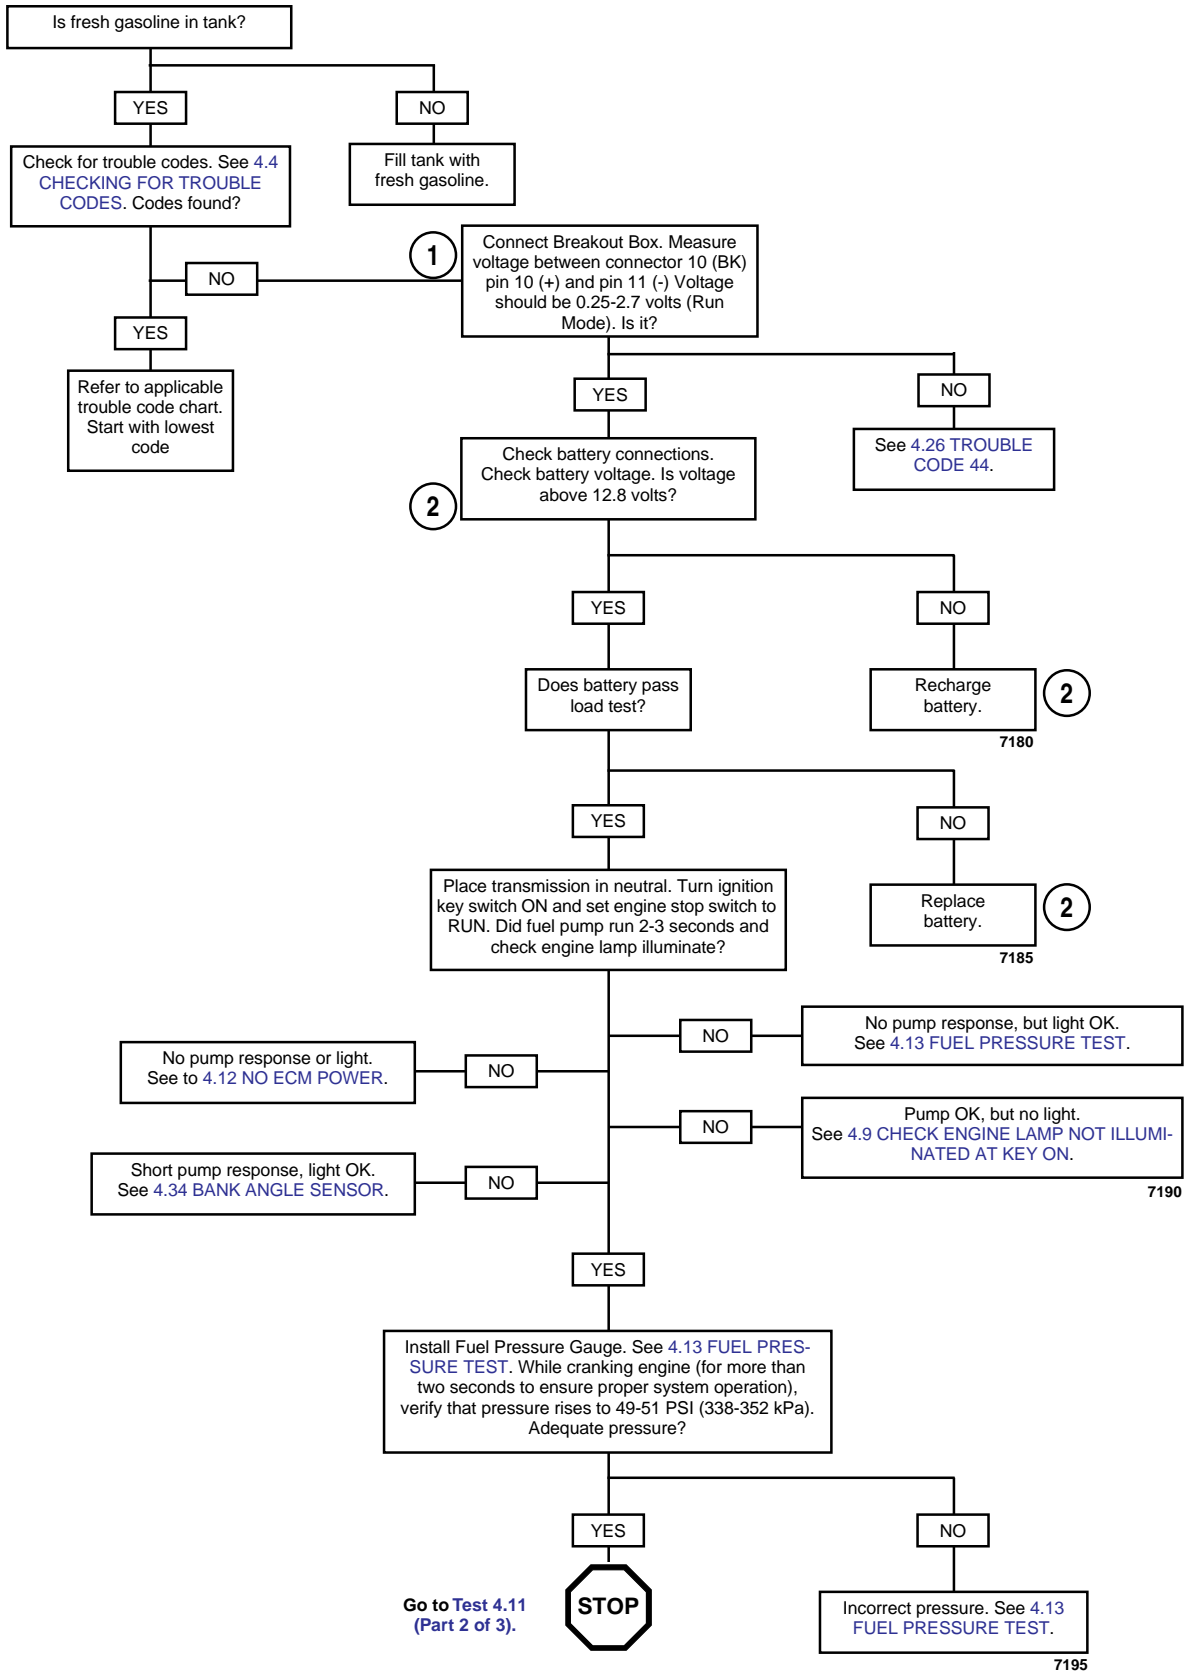 Is fresh gasoline in tank?
YES
NO
Check for trouble codes. See 4.4
CHECKING FOR TROUBLE
CODES. Codes found?
Fill tank with
fresh gasoline.
NO
1
Connect Breakout Box. Measure
voltage between connector 10 (BK)
pin 10 (+) and pin 11 (-) Voltage
should be 0.25-2.7 volts (Run
Mode). Is it?
YES
Refer to applicable
trouble code chart.
Start with lowest
code
YES
NO
2
Check battery connections.
Check battery voltage. Is voltage
above 12.8 volts?
See 4.26 TROUBLE
CODE 44.
YES
NO
Does battery pass
load test?
Recharge
battery.
2
7180
YES
NO
Place transmission in neutral. Turn ignition
key switch ON and set engine stop switch to
RUN. Did fuel pump run 2-3 seconds and
check engine lamp illuminate?
Replace
battery.
2
7185
NO
No pump response, but light OK.
See 4.13 FUEL PRESSURE TEST.
No pump response or light.
See to 4.12 NO ECM POWER.
NO
NO
Pump OK, but no light.
See 4.9 CHECK ENGINE LAMP NOT ILLUMI-
NATED AT KEY ON.
7190
Short pump response, light OK.
See 4.34 BANK ANGLE SENSOR.
NO
YES
Install Fuel Pressure Gauge. See 4.13 FUEL PRES-
SURE TEST. While cranking engine (for more than
two seconds to ensure proper system operation),
verify that pressure rises to 49-51 PSI (338-352 kPa).
Adequate pressure?
YES
NO
Go to Test 4.11
(Part 2 of 3).
STOP
Incorrect pressure. See 4.13
FUEL PRESSURE TEST.
7195